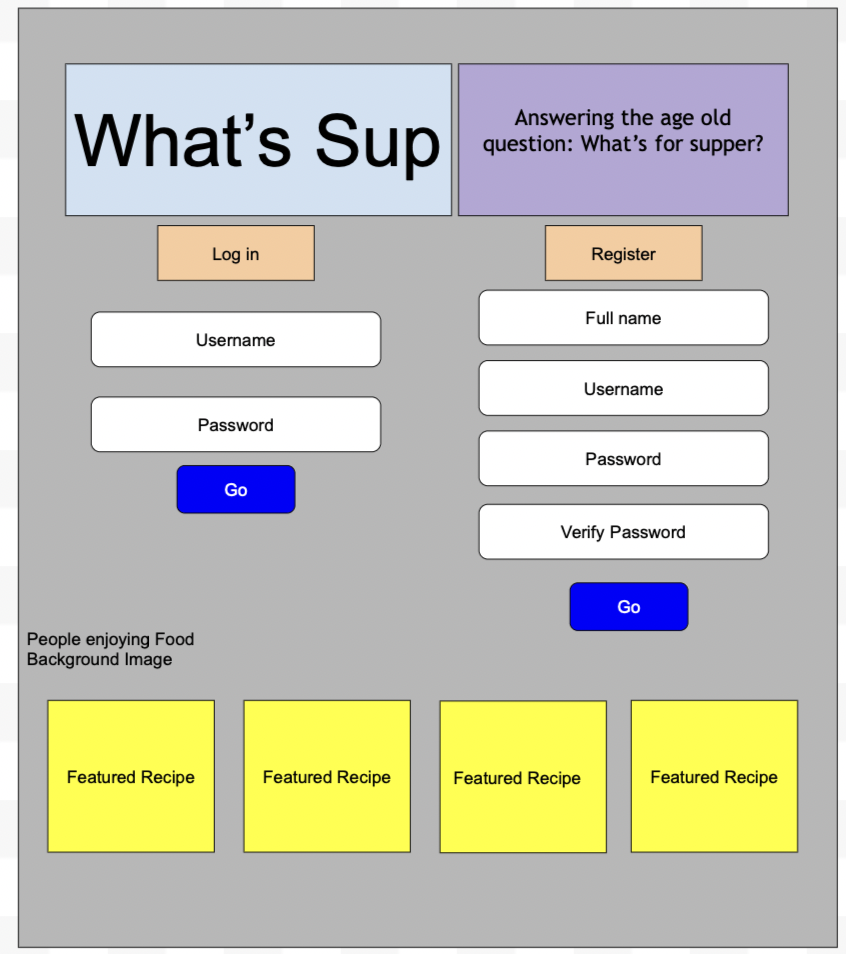 What’s Sup
Answering the age old
question: What’s for supper?
Log in
Username
Password
Go
Register
Full name
Username
Password
Verify Password
Go
People enjoying Food
Background Image
Featured Recipe
Featured Recipe
Featured Recipe
Featured Recipe